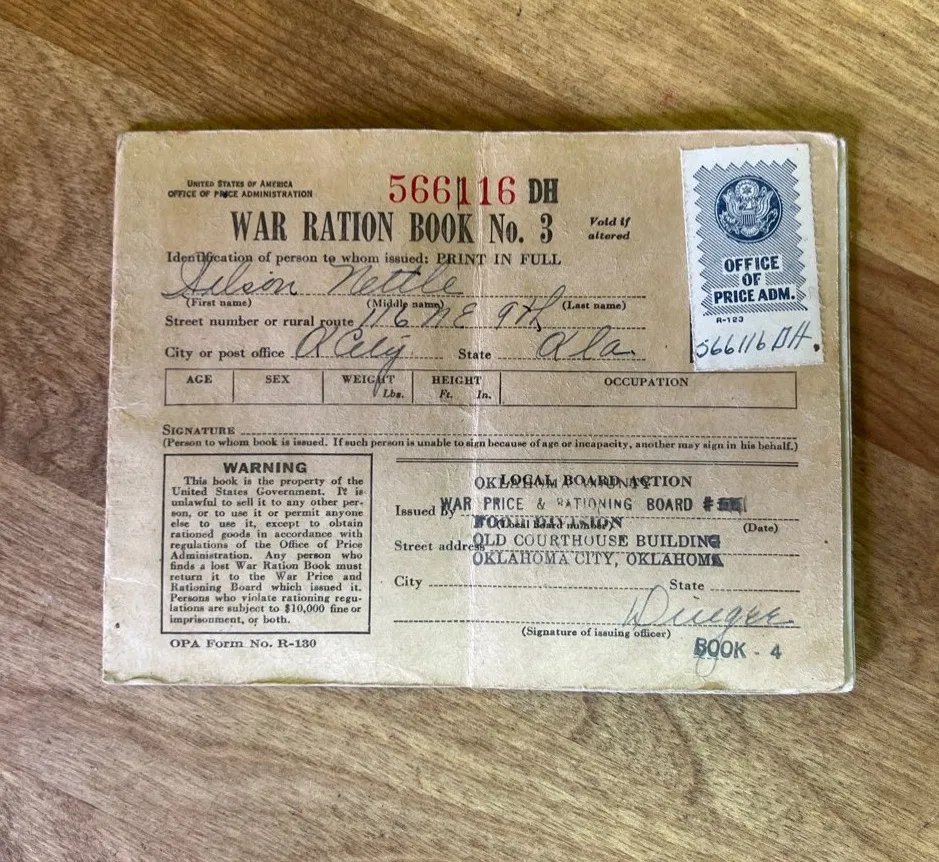 UNITED STATES OF AMERICA
OFFICE OF PRICE ADMINISTRATION
566116 DH
WAR RATION BOOK No. 3
Void if
altered
Identification of person to whom issued: PRINT IN FULL
Nettle
(First name) (Middle name) (Last name)
Street number or rural route 116 NE 9th
City or post office O City State Okla.
AGE SEX WEIGHT Lbs. HEIGHT Ft. In. OCCUPATION
SIGNATURE
(Person to whom book is issued. If such person is unable to sign because of age or incapacity, another may sign in his behalf.)
WARNING
This book is the property of the
United States Government. It is
unlawful to sell it to any other per-
son, or to use it or permit anyone
else to use it, except to obtain
rationed goods in accordance with
regulations of the Office of Price
Administration. Any person who
finds a lost War Ration Book must
return it to the War Price and
Rationing Board which issued it.
Persons who violate rationing regu-
lations are subject to $10,000 fine or
imprisonment, or both.
OPA Form No. R-130
LOCAL BOARD ACTION
OKLAHOMA COUNTY
Issued by WAR PRICE & RATIONING BOARD #
(Local board number) (Date)
Street address OLD COURTHOUSE BUILDING
OKLAHOMA CITY, OKLAHOMA
City State
(Signature of issuing officer)
BOOK - 4
OFFICE
OF
PRICE ADM.
R-123
566116 DH.